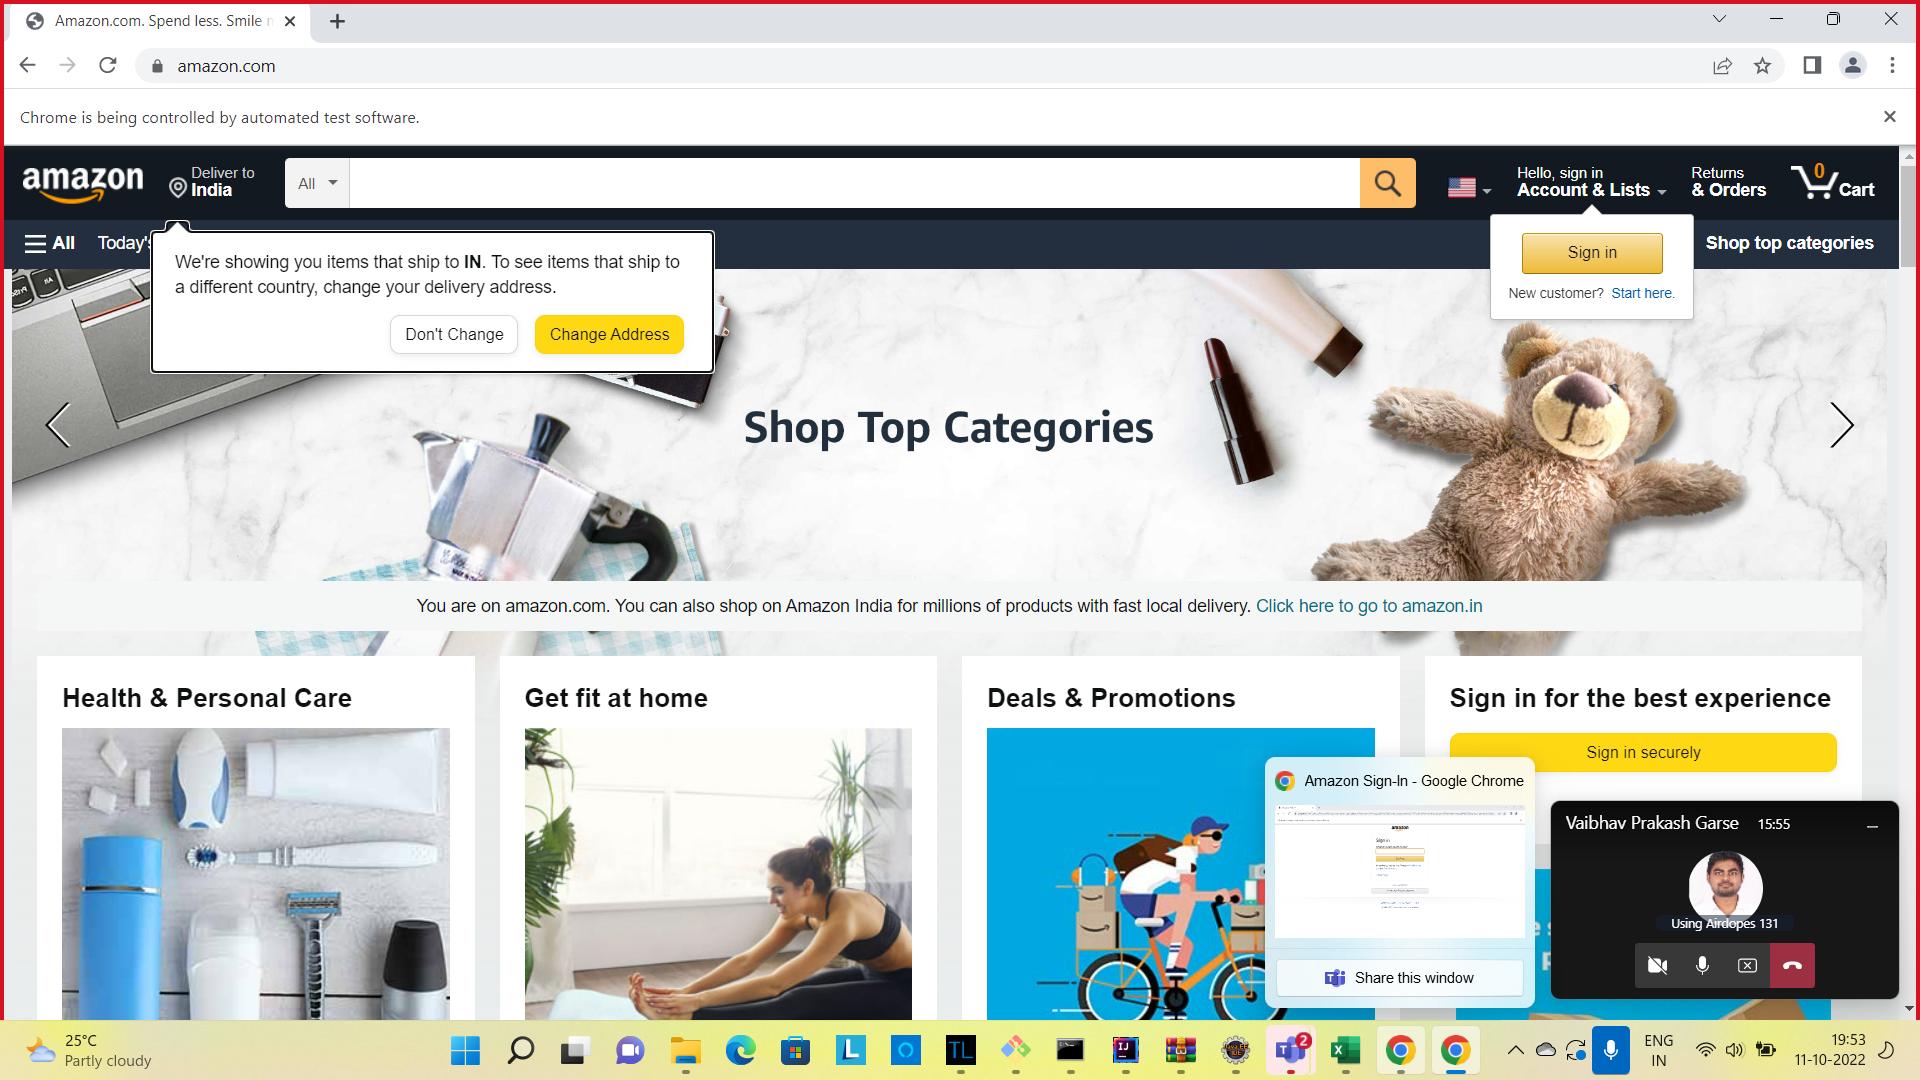 Amazon.com. Spend less. Smile m
amazon.com
Chrome is being controlled by automated test software.
amazon
Deliver to
India
All
Hello, sign in
Account & Lists
Returns
& Orders
0
Cart
All
Today's
Shop top categories
We're showing you items that ship to IN. To see items that ship to
a different country, change your delivery address.
Don't Change
Change Address
Sign in
New customer? Start here.
Shop Top Categories
You are on amazon.com. You can also shop on Amazon India for millions of products with fast local delivery. Click here to go to amazon.in
Health & Personal Care
Get fit at home
Deals & Promotions
Sign in for the best experience
Sign in securely
Amazon Sign-In - Google Chrome
amazon
Sign in
Share this window
Vaibhav Prakash Garse
15:55
Using Airdopes 131
25°C
Partly cloudy
L
TL
IJ
2
ENG
IN
19:53
11-10-2022